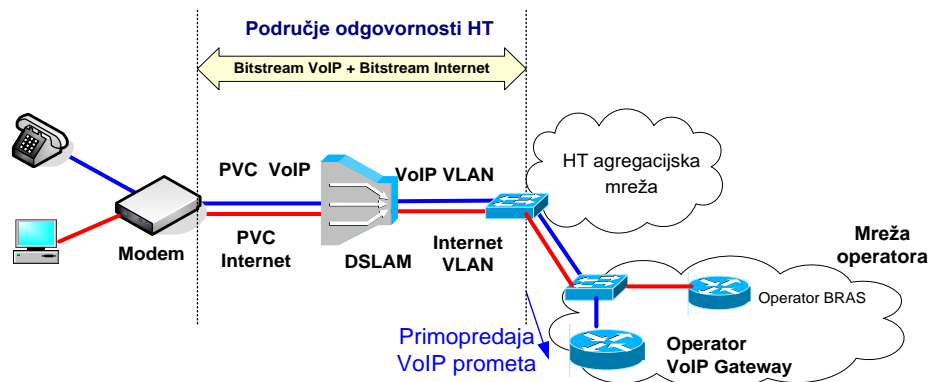 Područje odgovornosti HT
Bitstream VoIP + Bitstream Internet
HT agregacijska
mreža
PVC VoIP
VoIP VLAN
Modem
PVC
Internet
DSLAM
Internet
VLAN
Mreža
operatora
Operator BRAS
Primopredaja
VoIP prometa
Operator
VoIP Gateway